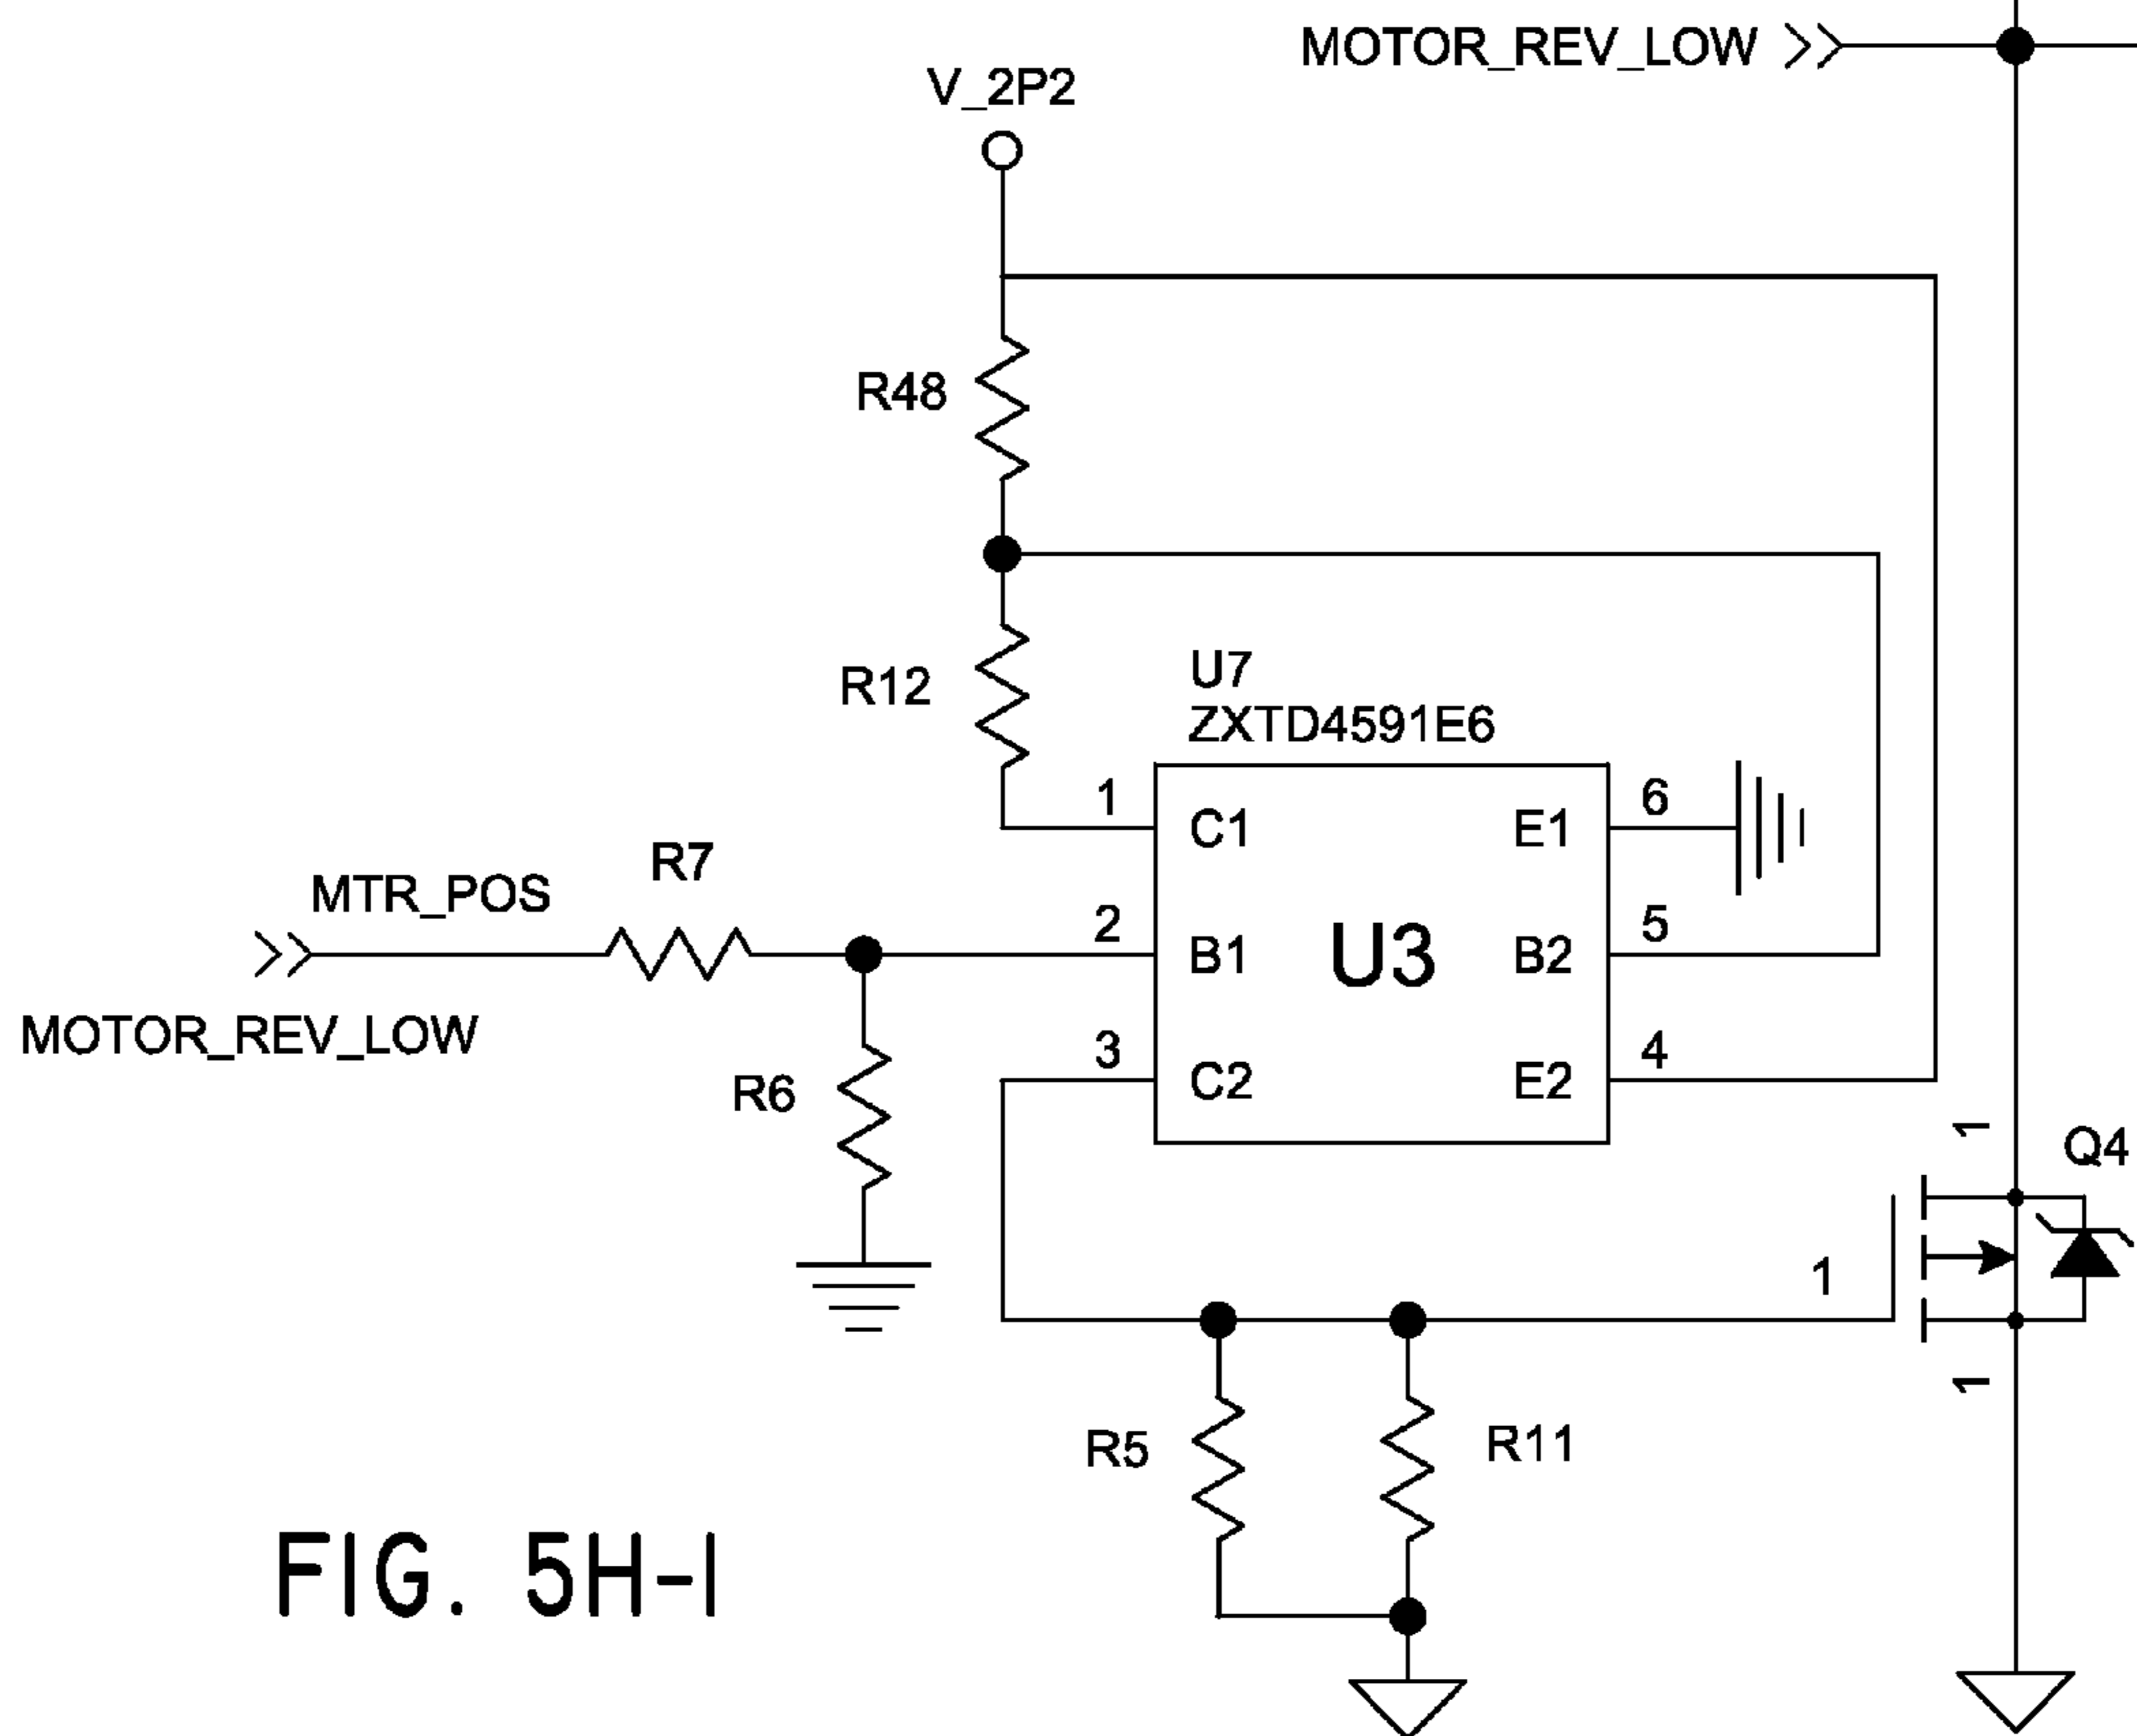 MOTOR_REV_LOW
V_2P2
R48
R12
U7
ZXTD4591E6
1
C1
E1
6
R7
MTR_POS
2
B1
U3
B2
5
MOTOR_REV_LOW
R6
3
C2
E2
4
1
Q4
1
1
R5
R11
FIG. 5H-1